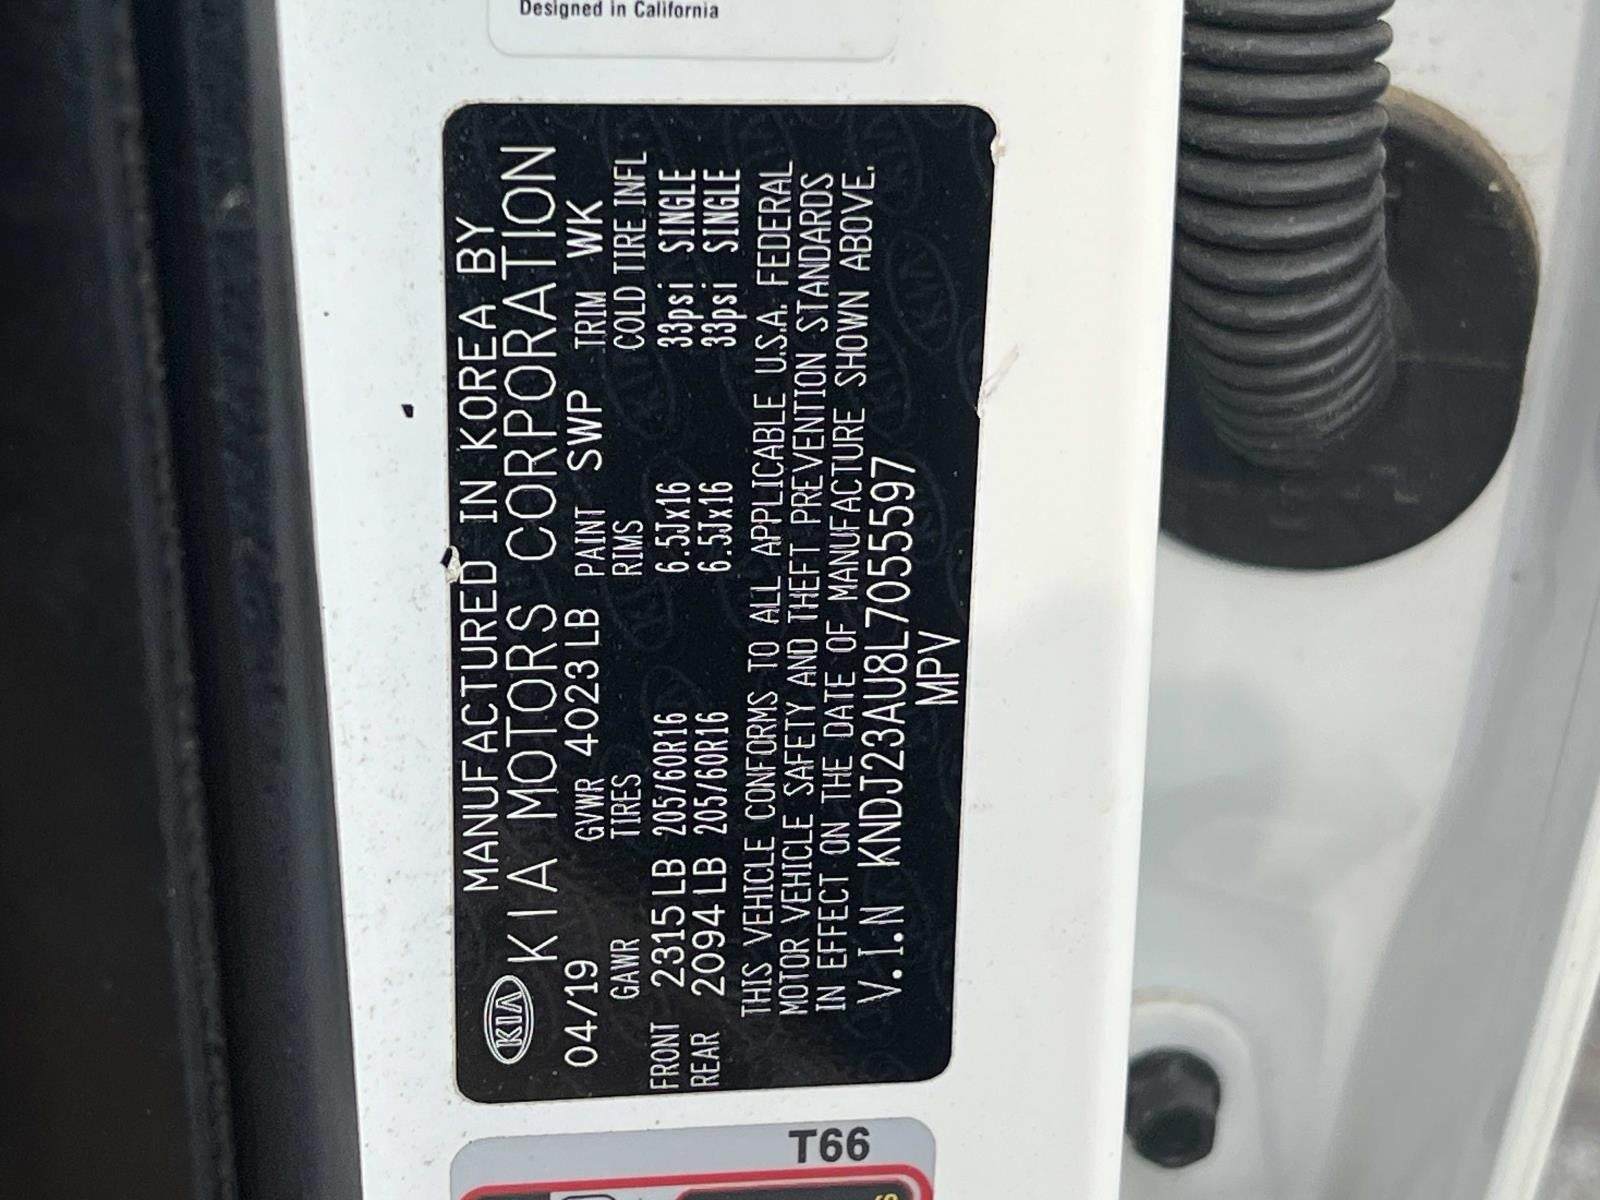 Designed in California
MANUFACTURED IN KOREA BY
KIA KIA MOTORS CORPORATION
04/19 GVWR 4023 LB PAINT SWP TRIM WK
GAWR TIRES RIMS COLD TIRE INFL
FRONT 2315 LB 205/60R16 6.5Jx16 33psi SINGLE
REAR 2094 LB 205/60R16 6.5Jx16 33psi SINGLE
THIS VEHICLE CONFORMS TO ALL APPLICABLE U.S.A. FEDERAL
MOTOR VEHICLE SAFETY AND THEFT PREVENTION STANDARDS
IN EFFECT ON THE DATE OF MANUFACTURE SHOWN ABOVE.
V.I.N KNDJ23AU8L7055597
MPV
T66